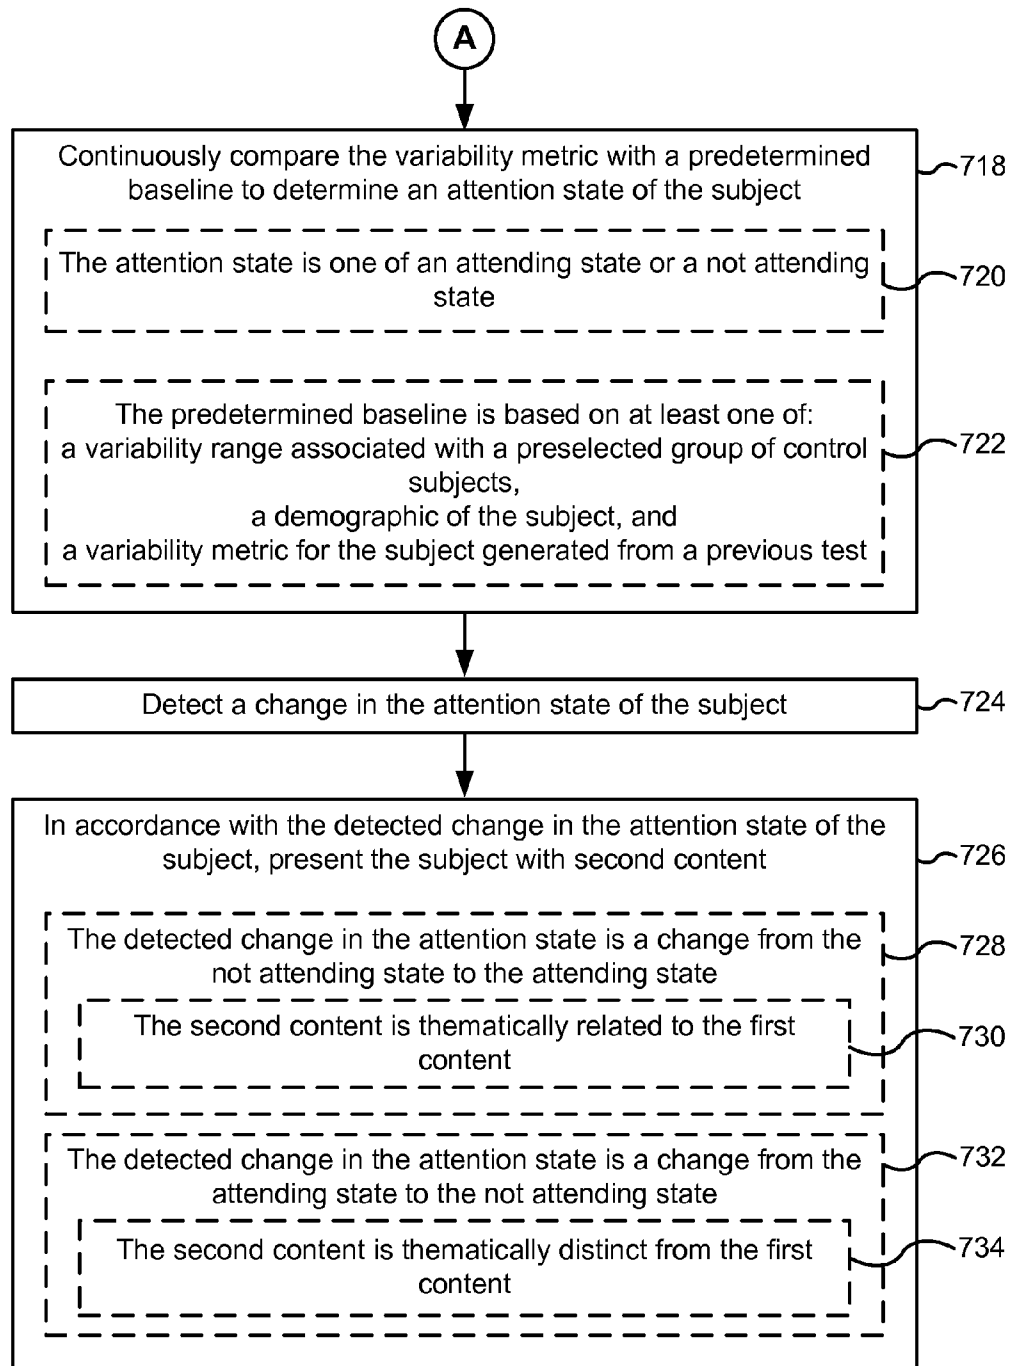 A
Continuously compare the variability metric with a predetermined
baseline to determine an attention state of the subject
718
The attention state is one of an attending state or a not attending
state
720
The predetermined baseline is based on at least one of:
a variability range associated with a preselected group of control
subjects,
a demographic of the subject, and
a variability metric for the subject generated from a previous test
722
Detect a change in the attention state of the subject
724
In accordance with the detected change in the attention state of the
subject, present the subject with second content
726
The detected change in the attention state is a change from the
not attending state to the attending state
728
The second content is thematically related to the first
content
730
The detected change in the attention state is a change from the
attending state to the not attending state
732
The second content is thematically distinct from the first
content
734